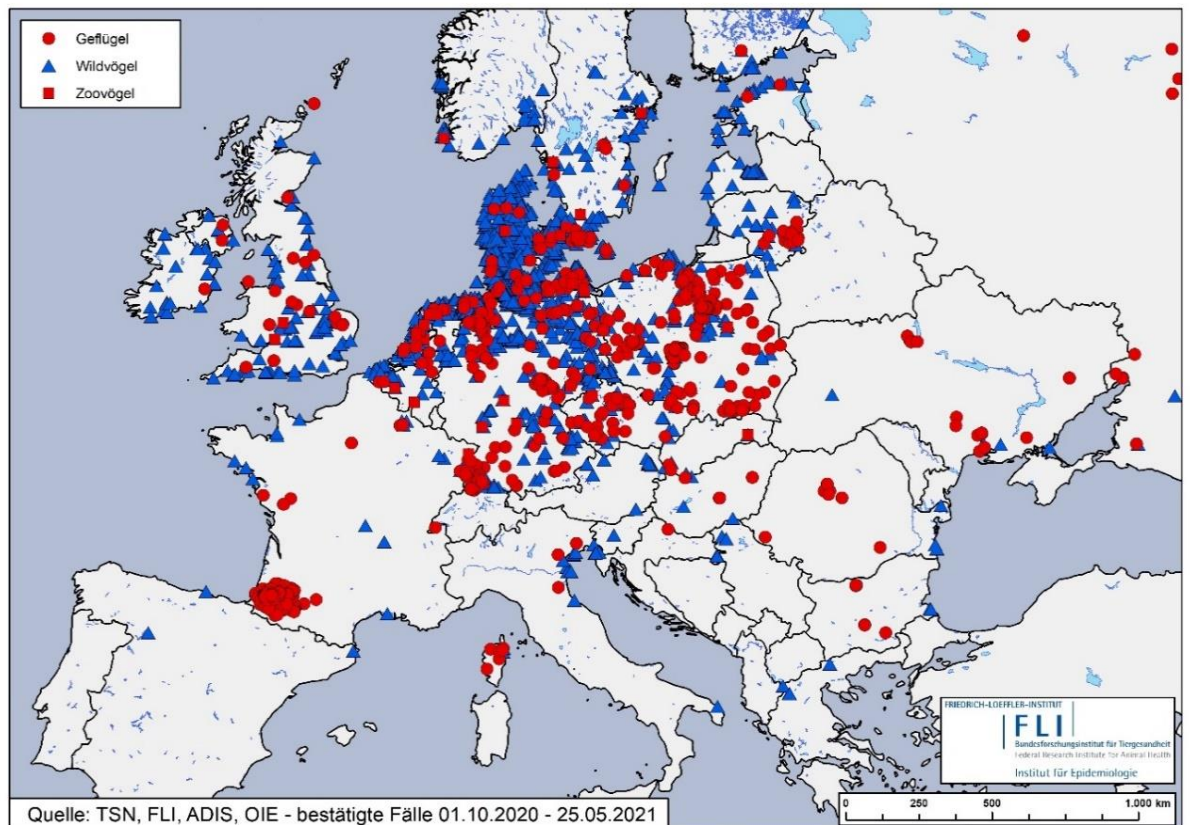 Geflügel
Wildvögel
Zoovögel
FRIEDRICH-LOEFFLER-INSTITUT
FLI
Bundesforschungsinstitut für Tiergesundheit
Federal Research Institute for Animal Health
Institut für Epidemiologie
Quelle: TSN, FLI, ADIS, OIE - bestätigte Fälle 01.10.2020 - 25.05.2021
0 250 500 1.000 km